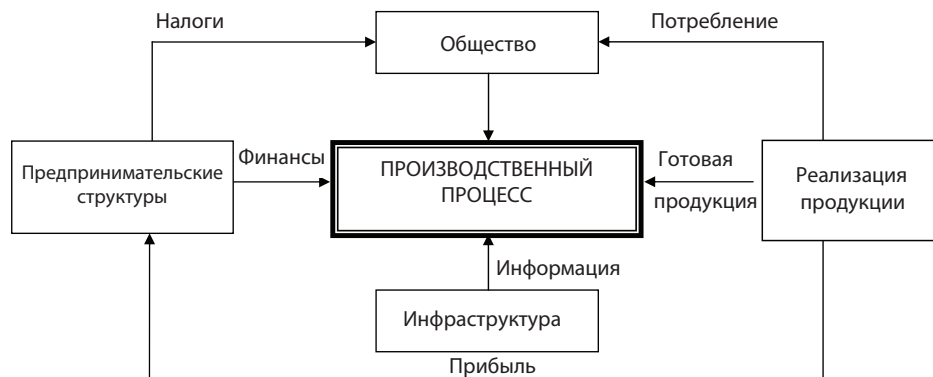 Налоги
Потребление
Общество
Предпринимательские
структуры
Финансы
ПРОИЗВОДСТВЕННЫЙ
ПРОЦЕСС
Готовая
продукция
Реализация
продукции
Информация
Инфраструктура
Прибыль